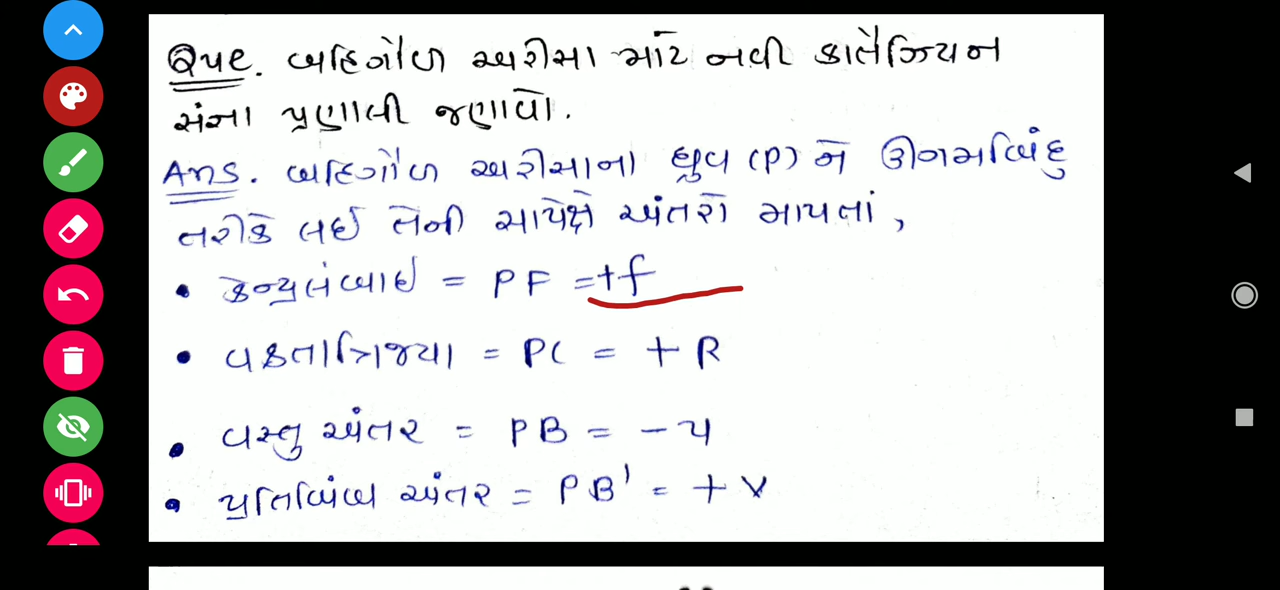 Que. બહિર્ગોળ અરીસા માટે નવી કાર્તેઝિયન
સંજ્ઞા પ્રણાલી જણાવો.
Ans. બહિર્ગોળ અરીસાના ધ્રુવ (P) ને ઊગમબિંદુ
તરીકે લઈ તેની સાપેક્ષે અંતરો માપતાં,
• કેન્દ્રલંબાઈ = PF = +f
• વક્રતાત્રિજ્યા = PC = + R
• વસ્તુ અંતર = PB = - u
• પ્રતિબિંબ અંતર = PB' = + v